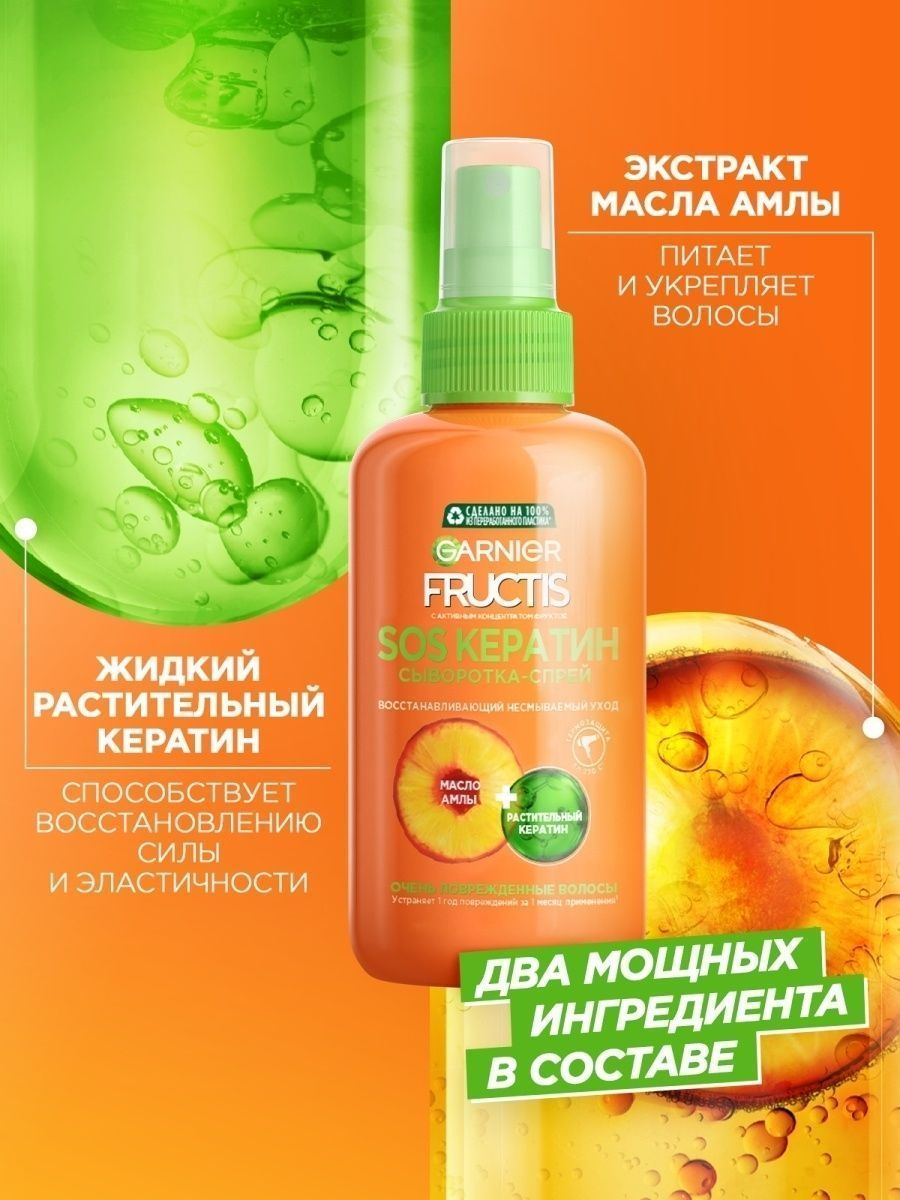 ЭКСТРАКТ
МАСЛА АМЛЫ
ПИТАЕТ
И УКРЕПЛЯЕТ
ВОЛОСЫ
СДЕЛАНО НА 100%
ИЗ ПЕРЕРАБОТАННОГО ПЛАСТИКА*
GARNIER
FRUCTIS
С АКТИВНЫМ КОНЦЕНТРАТОМ ФРУКТОВ
SOS КЕРАТИН
СЫВОРОТКА-СПРЕЙ
ВОССТАНАВЛИВАЮЩИЙ НЕСМЫВАЕМЫЙ УХОД
ТЕРМОЗАЩИТА
МАСЛО
АМЛЫ
+
РАСТИТЕЛЬНЫЙ
КЕРАТИН
ОЧЕНЬ ПОВРЕЖДЕННЫЕ ВОЛОСЫ
Устраняет 1 год повреждений за 1 месяц применения¹
ЖИДКИЙ
РАСТИТЕЛЬНЫЙ
КЕРАТИН
СПОСОБСТВУЕТ
ВОССТАНОВЛЕНИЮ
СИЛЫ
И ЭЛАСТИЧНОСТИ
ДВА МОЩНЫХ
ИНГРЕДИЕНТА
В СОСТАВЕ